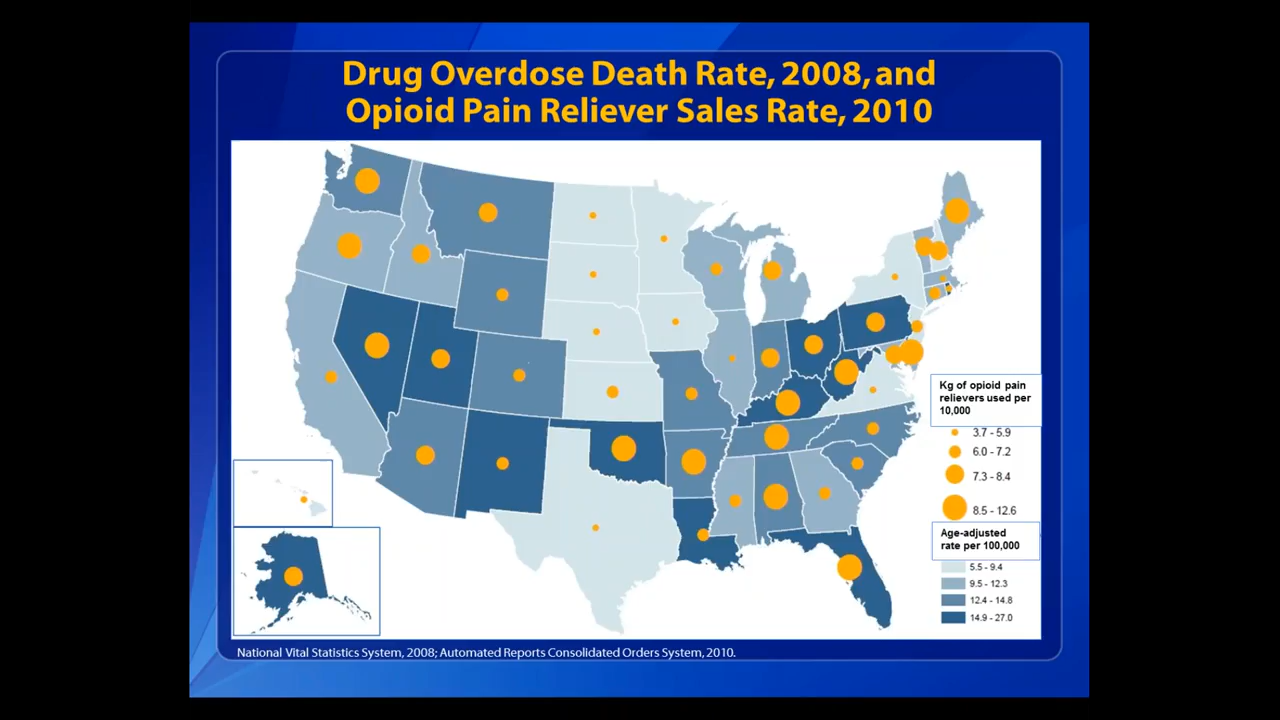 Drug Overdose Death Rate, 2008, and
Opioid Pain Reliever Sales Rate, 2010
Kg of opioid pain
relievers used per
10,000
3.7 - 5.9
6.0 - 7.2
7.3 - 8.4
8.5 - 12.6
Age-adjusted
rate per 100,000
5.5 - 9.4
9.5 - 12.3
12.4 - 14.8
14.9 - 27.0
National Vital Statistics System, 2008; Automated Reports Consolidated Orders System, 2010.